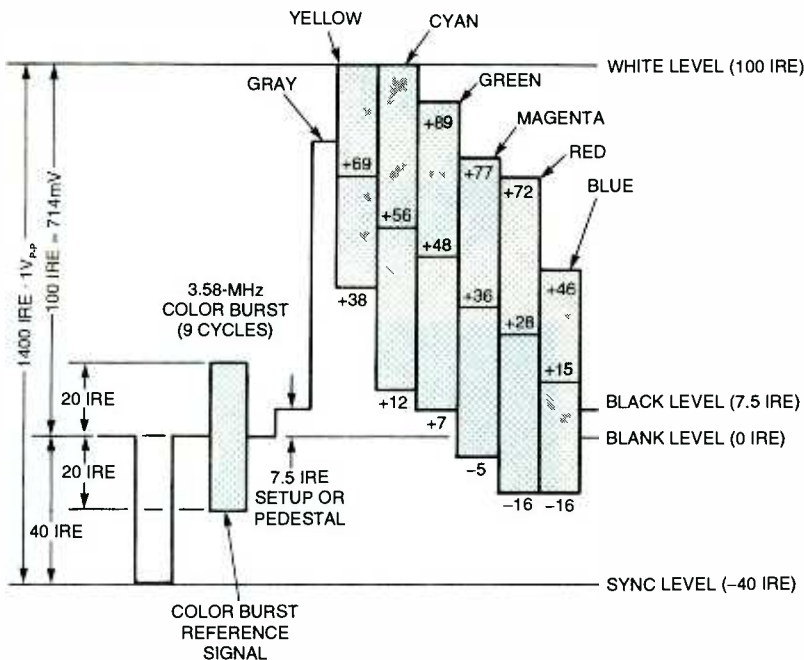 YELLOW
CYAN
WHITE LEVEL (100 IRE)
GRAY
GREEN
MAGENTA
RED
BLUE
+89
+69
+77
+72
+56
+48
+46
+38
+36
+28
+15
+12
+7
-5
-16
-16
1400 IRE · 1VP-P
100 IRE – 714mV
3.58-MHz
COLOR BURST
(9 CYCLES)
20 IRE
20 IRE
40 IRE
7.5 IRE
SETUP OR
PEDESTAL
BLACK LEVEL (7.5 IRE)
BLANK LEVEL (0 IRE)
SYNC LEVEL (–40 IRE)
COLOR BURST
REFERENCE
SIGNAL